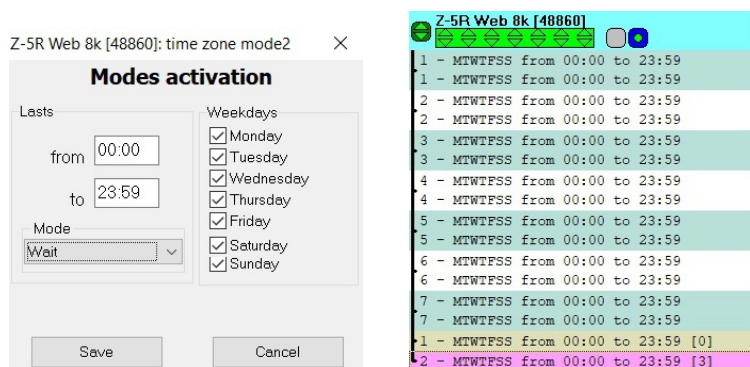 Z-5R Web 8k [48860]: time zone mode2
Modes activation
Lasts
from 00:00
to 23:59
Mode
Wait
Weekdays
Monday
Tuesday
Wednesday
Thursday
Friday
Saturday
Sunday
Save
Cancel
Z-5R Web 8k [48860]
1 - MTWTFSS from 00:00 to 23:59
1 - MTWTFSS from 00:00 to 23:59
2 - MTWTFSS from 00:00 to 23:59
2 - MTWTFSS from 00:00 to 23:59
3 - MTWTFSS from 00:00 to 23:59
3 - MTWTFSS from 00:00 to 23:59
4 - MTWTFSS from 00:00 to 23:59
4 - MTWTFSS from 00:00 to 23:59
5 - MTWTFSS from 00:00 to 23:59
5 - MTWTFSS from 00:00 to 23:59
6 - MTWTFSS from 00:00 to 23:59
6 - MTWTFSS from 00:00 to 23:59
7 - MTWTFSS from 00:00 to 23:59
7 - MTWTFSS from 00:00 to 23:59
1 - MTWTFSS from 00:00 to 23:59 [0]
2 - MTWTFSS from 00:00 to 23:59 [3]